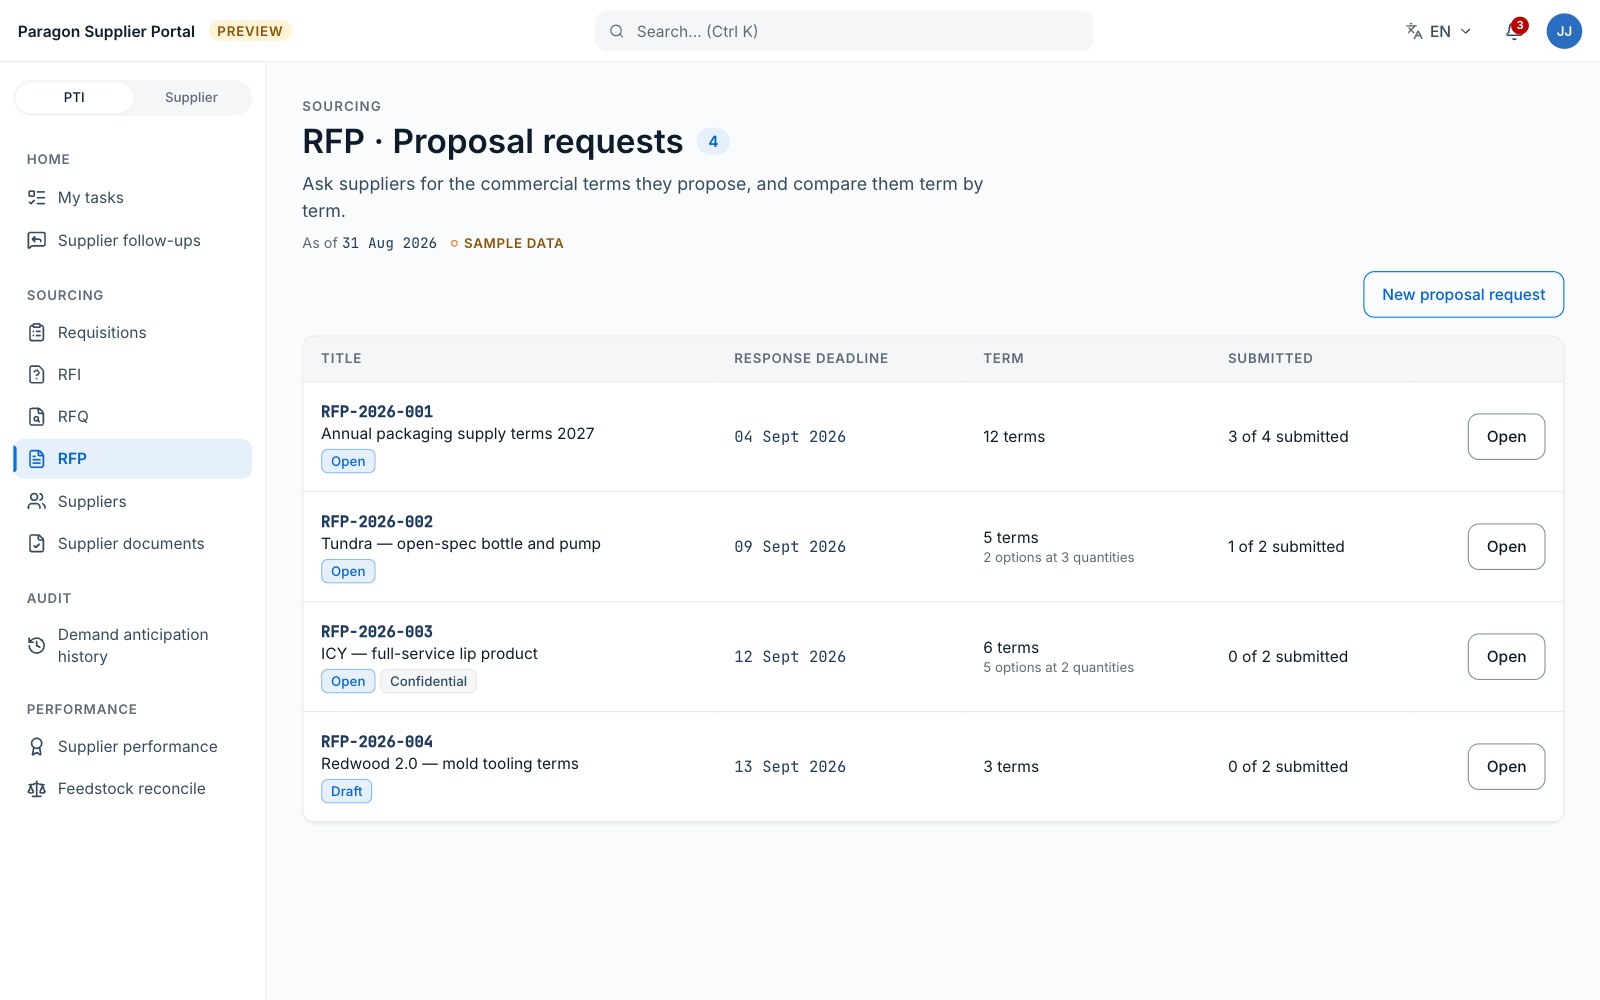 Paragon Supplier Portal
PREVIEW
Search... (Ctrl K)
EN
3
JJ
PTI
Supplier
HOME
My tasks
Supplier follow-ups
SOURCING
Requisitions
RFI
RFQ
RFP
Suppliers
Supplier documents
AUDIT
Demand anticipation
history
PERFORMANCE
Supplier performance
Feedstock reconcile
SOURCING
RFP · Proposal requests 4
Ask suppliers for the commercial terms they propose, and compare them term by
term.
As of 31 Aug 2026 SAMPLE DATA
New proposal request
TITLE RESPONSE DEADLINE TERM SUBMITTED
RFP-2026-001
Annual packaging supply terms 2027
Open
04 Sept 2026
12 terms
3 of 4 submitted
Open
RFP-2026-002
Tundra — open-spec bottle and pump
Open
09 Sept 2026
5 terms
2 options at 3 quantities
1 of 2 submitted
Open
RFP-2026-003
ICY — full-service lip product
Open Confidential
12 Sept 2026
6 terms
5 options at 2 quantities
0 of 2 submitted
Open
RFP-2026-004
Redwood 2.0 — mold tooling terms
Draft
13 Sept 2026
3 terms
0 of 2 submitted
Open